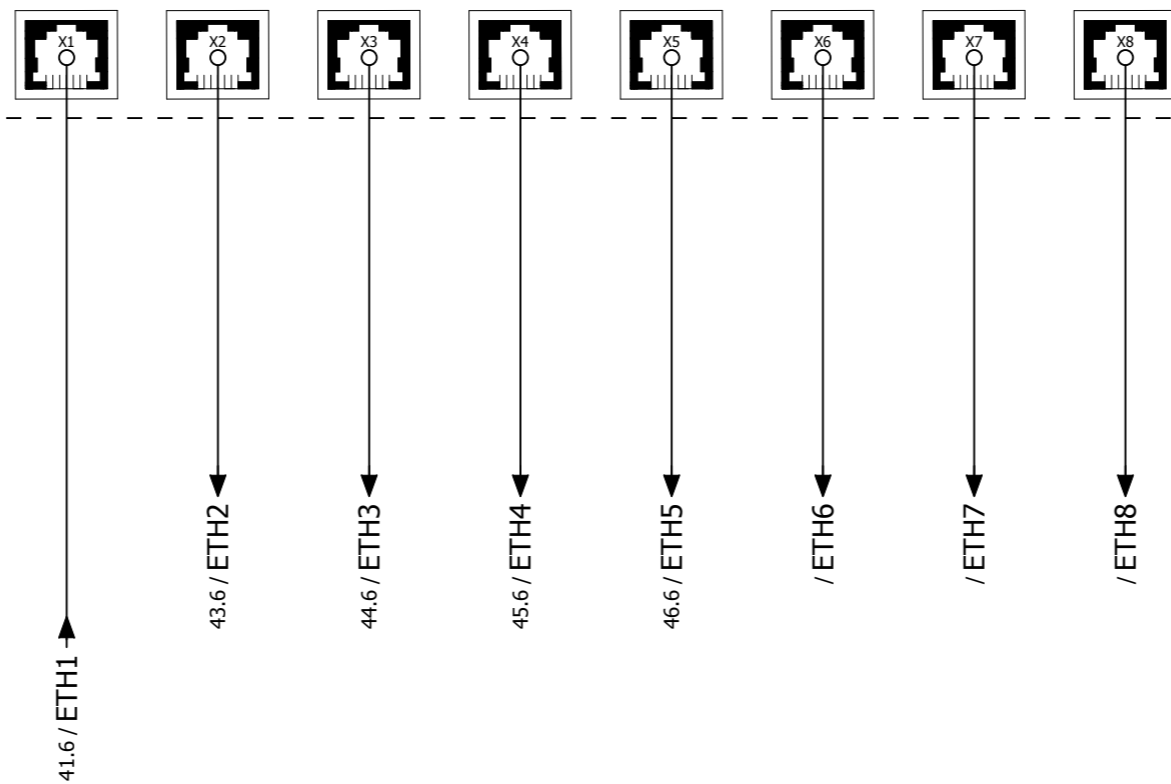 X1
X2
X3
X4
X5
X6
X7
X8
41.6 / ETH1
43.6 / ETH2
44.6 / ETH3
45.6 / ETH4
46.6 / ETH5
/ ETH6
/ ETH7
/ ETH8